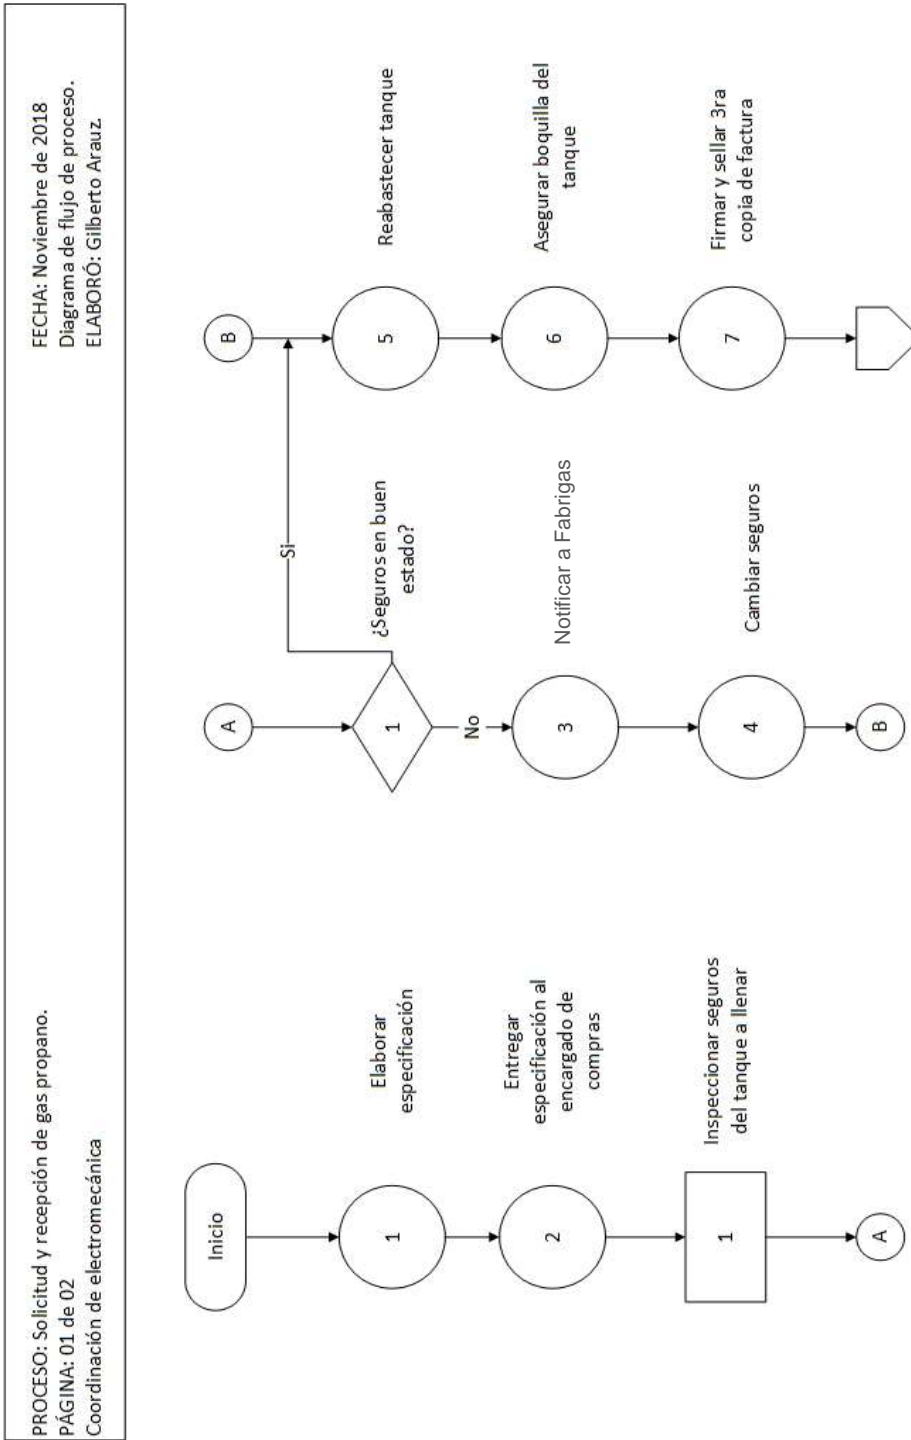 PROCESO: Solicitud y recepción de gas propano.
PÁGINA: 01 de 02
Coordinación de electromecánica
FECHA: Noviembre de 2018
Diagrama de flujo de proceso.
ELABORÓ: Gilberto Arauz.
Inicio
1
Elaborar
especificación
2
Entregar
especificación al
encargado de
compras
1
Inspeccionar seguros
del tanque a llenar
A
A
1
¿Seguros en buen
estado?
Si
No
3
Notificar a Fabrigas
4
Cambiar seguros
B
B
5
Reabastecer tanque
6
Asegurar boquilla del
tanque
7
Firmar y sellar 3ra
copia de factura